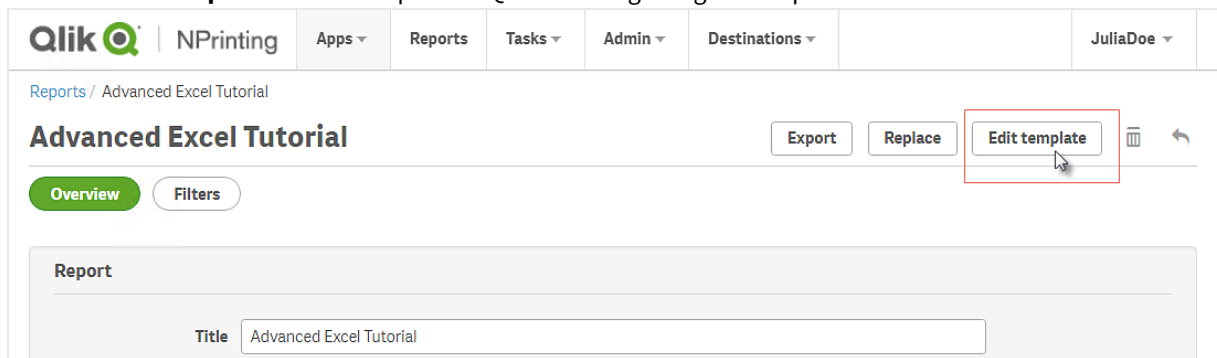 Qlik NPrinting Apps Reports Tasks Admin Destinations JuliaDoe
Reports / Advanced Excel Tutorial
Advanced Excel Tutorial Export Replace Edit template
Overview Filters
Report
Title Advanced Excel Tutorial